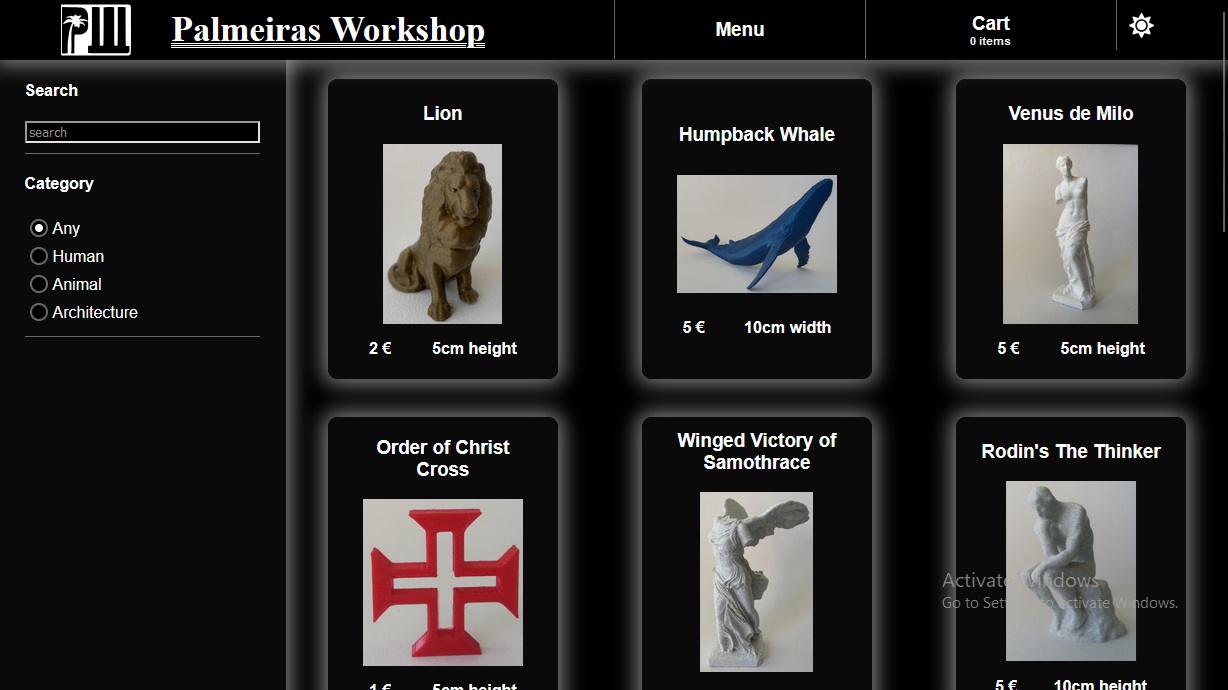 Palmeiras Workshop
Menu
Cart
0 items
Search
search
Category
Any
Human
Animal
Architecture
Lion
2 €
5cm height
Humpback Whale
5 €
10cm width
Venus de Milo
5 €
5cm height
Order of Christ
Cross
1 €
5cm height
Winged Victory of
Samothrace
Rodin's The Thinker
5 €
10cm height
Activate Windows
Go to Settings to activate Windows.